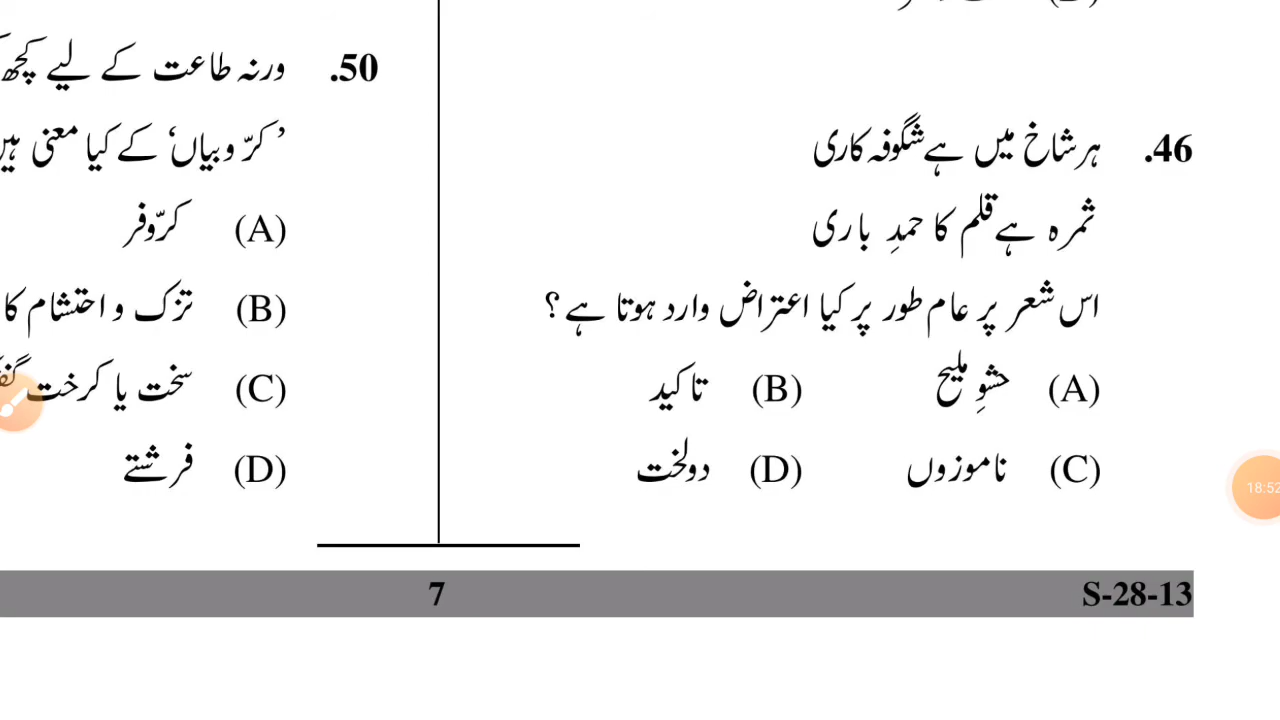 46. ہر شاخ میں ہے شگوفہ کاری
ثمرہ ہے قلم کا حمدِ باری
اس شعر پر عام طور پر کیا اعتراض وارد ہوتا ہے؟
(A) حشوِ ملیح (B) تاکید
(C) ناموزوں (D) دولخت
50. ورنہ طاعت کے لیے کچھ
’کرّ وبیاں‘ کے کیا معنی ہیں
(A) کرّوفر
(B) تزک و احتشام کا
(C) سخت یا کرخت
(D) فرشتے
7
S-28-13
18:52